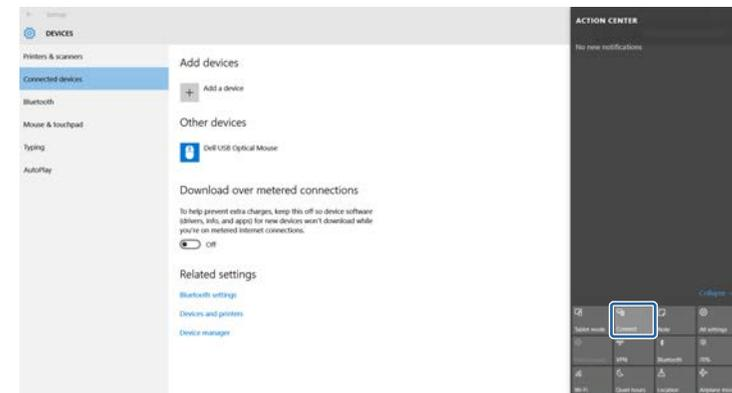 Settings
DEVICES
Printers & scanners
Connected devices
Bluetooth
Mouse & touchpad
Typing
AutoPlay
Add devices
Add a device
Other devices
Dell USB Optical Mouse
Download over metered connections
To help prevent extra charges, keep this off so device software
(drivers, info, and apps) for new devices won't download while
you're on metered Internet connections.
Off
Related settings
Bluetooth settings
Devices and printers
Device manager
ACTION CENTER
No new notifications
Collapse
Tablet mode Connect Note All settings
VPN Bluetooth
Wi-Fi Quiet hours Location Airplane mo